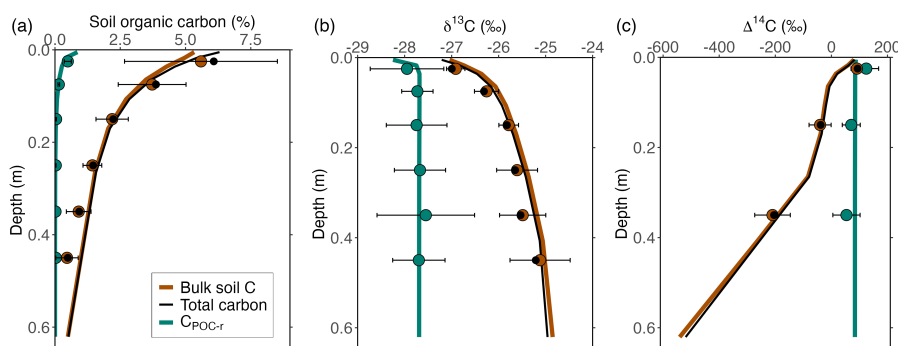 (a) Soil organic carbon (%)
0.0 2.5 5.0 7.5
0.0
0.2
0.4
0.6
Depth (m)
Bulk soil C
Total carbon
C_POC-r
(b) δ¹³C (‰)
-29 -28 -27 -26 -25 -24
0.0
0.2
0.4
0.6
Depth (m)
(c) Δ¹⁴C (‰)
-600 -400 -200 0 200
0.0
0.2
0.4
0.6
Depth (m)